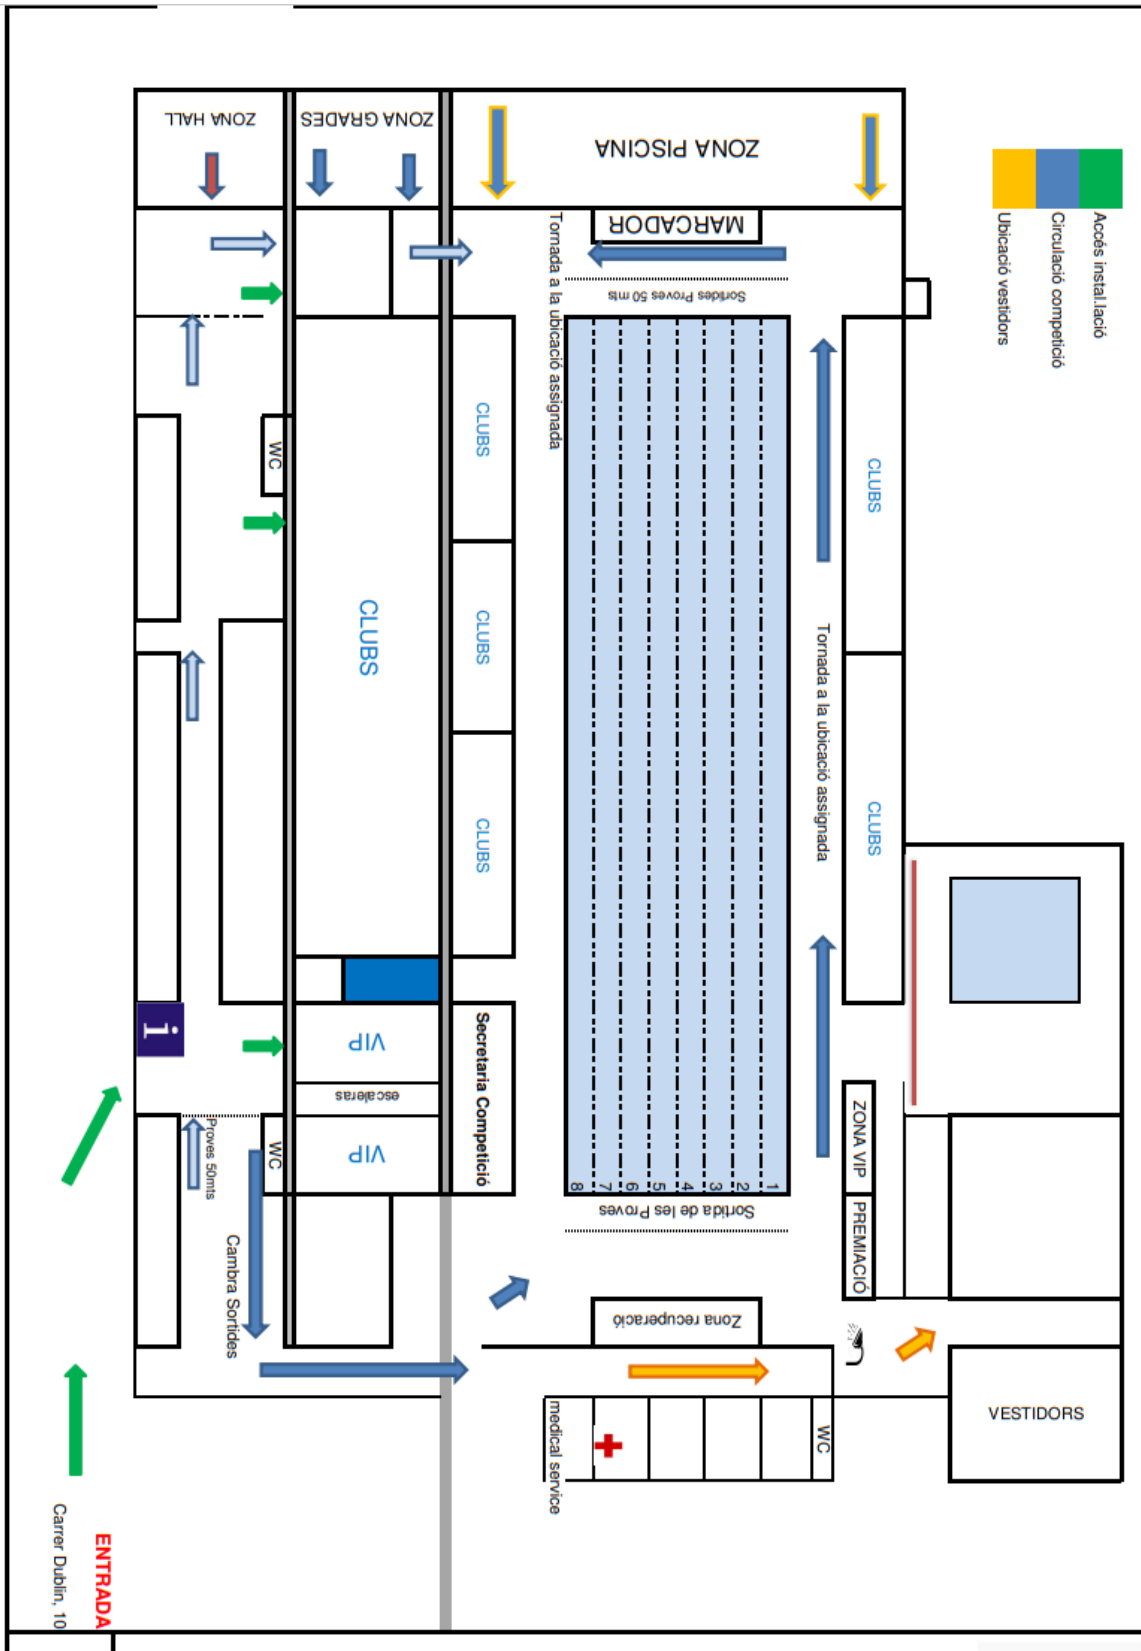 ZONA HALL
ZONA GRADES
ZONA PISCINA
MARCADOR
Sortides Proves 50 mts
Tornada a la ubicació assignada
Accés instal.lació
Circulació competició
Ubicació vestidors
WC
CLUBS
CLUBS
CLUBS
CLUBS
CLUBS
CLUBS
Tornada a la ubicació assignada
i
VIP
escaleras
VIP
Secretaria Competició
WC
Proves 50mts
Cambra Sortides
8
7
6
5
4
3
2
1
Sortida de les Proves
ZONA VIP
PREMIACIÓ
Zona recuperació
medical service
WC
VESTIDORS
ENTRADA
Carrer Dublin, 10